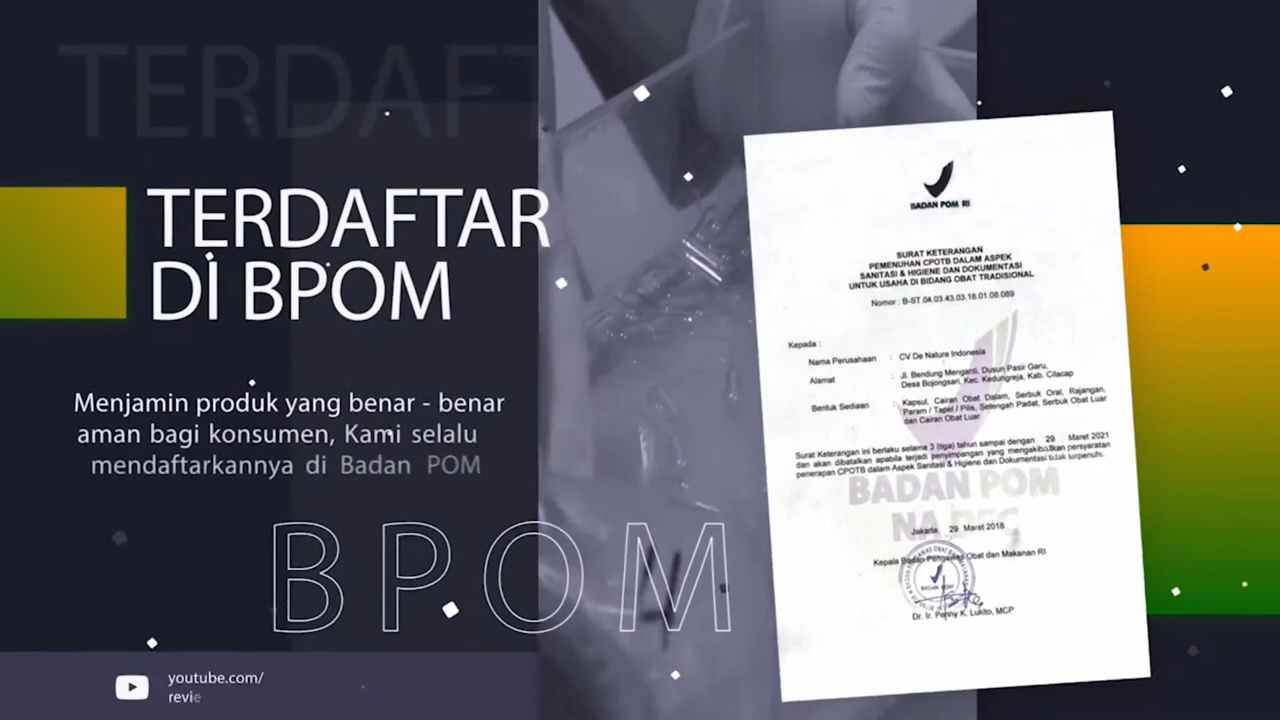 TERDAFT
TERDAFTAR
DI BPOM
Menjamin produk yang benar - benar
aman bagi konsumen, Kami selalu
mendaftarkannya di Badan POM
BPOM
youtube.com/
revie
BADAN POM RI
SURAT KETERANGAN
PEMENUHAN CPOTB DALAM ASPEK
SANITASI & HIGIENE DAN DOKUMENTASI
UNTUK USAHA DI BIDANG OBAT TRADISIONAL
Nomor : B-ST.04.03.43.03.18.01.08.089
Kepada :
Nama Perusahaan : CV De Nature Indonesia
Alamat : Jl. Bendung Menganti, Dusun Pasir Garu,
Desa Bojongsari, Kec. Kedungreja, Kab. Cilacap
Bentuk Sediaan : Kapsul, Cairan Obat Dalam, Serbuk Oral, Rajangan,
Param / Tapel / Pilis, Setengah Padat, Serbuk Obat Luar
dan Cairan Obat Luar
Surat Keterangan ini berlaku selama 3 (tiga) tahun sampai dengan 29 Maret 2021
dan akan dibatalkan apabila terjadi penyimpangan yang mengakibatkan persyaratan
penerapan CPOTB dalam Aspek Sanitasi & Higiene dan Dokumentasi tidak terpenuhi.
BADAN POM
Jakarta, 29 Maret 2018
Kepala Badan Pengawas Obat dan Makanan RI
BADAN POM
Dr. Ir. Penny K. Lukito, MCP